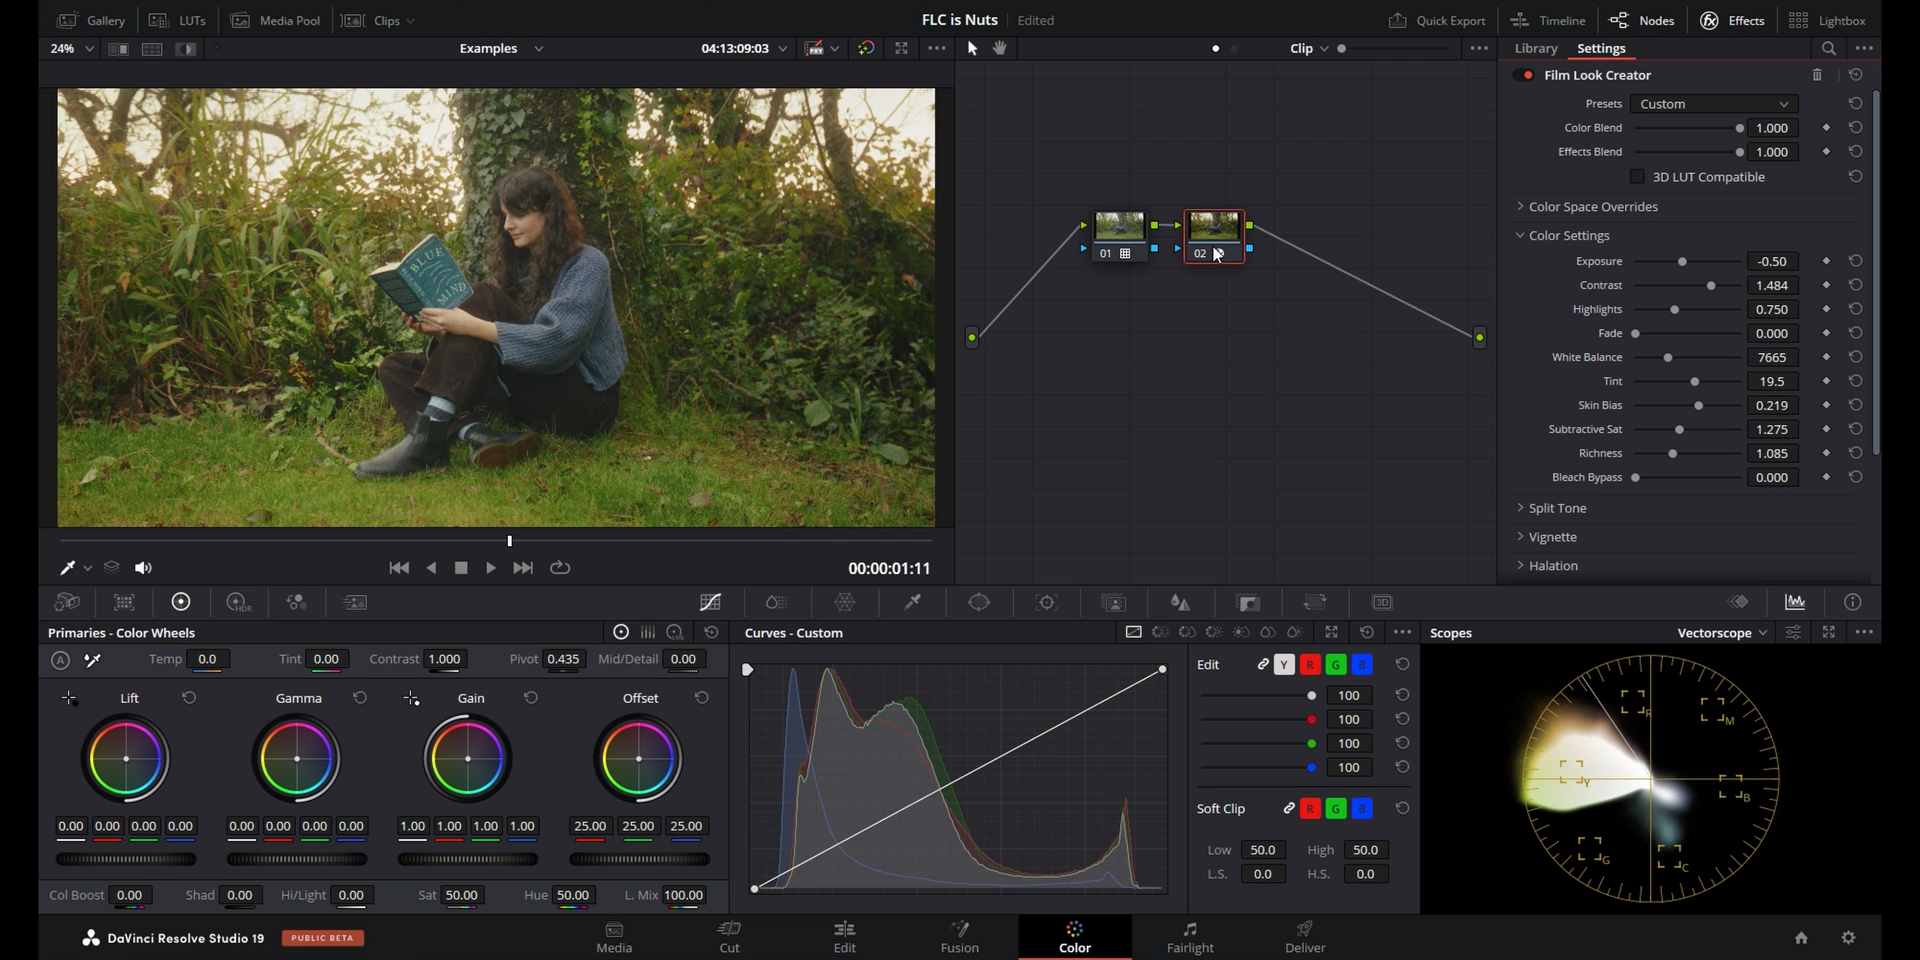 Gallery LUTs Media Pool Clips FLC is Nuts Edited Quick Export Timeline Nodes Effects Lightbox
24% Examples 04:13:09:03 Clip Library Settings
Film Look Creator
Presets Custom
Color Blend 1.000
Effects Blend 1.000
3D LUT Compatible
Color Space Overrides
Color Settings
Exposure -0.50
Contrast 1.484
Highlights 0.750
Fade 0.000
White Balance 7665
Tint 19.5
Skin Bias 0.219
Subtractive Sat 1.275
Richness 1.085
Bleach Bypass 0.000
Split Tone
Vignette
Halation
BLUE
MIND
01 02
00:00:01:11
HDR 3D
Primaries - Color Wheels Curves - Custom Scopes Vectorscope
A Temp 0.0 Tint 0.00 Contrast 1.000 Pivot 0.435 Mid/Detail 0.00
Lift Gamma Gain Offset
0.00 0.00 0.00 0.00 0.00 0.00 0.00 0.00 1.00 1.00 1.00 1.00 25.00 25.00 25.00
Col Boost 0.00 Shad 0.00 Hi/Light 0.00 Sat 50.00 Hue 50.00 L. Mix 100.00
Edit Y R G B
100
100
100
100
Soft Clip R G B
Low 50.0 High 50.0
L.S. 0.0 H.S. 0.0
R M
Y B
G C
DaVinci Resolve Studio 19 PUBLIC BETA
Media Cut Edit Fusion Color Fairlight Deliver